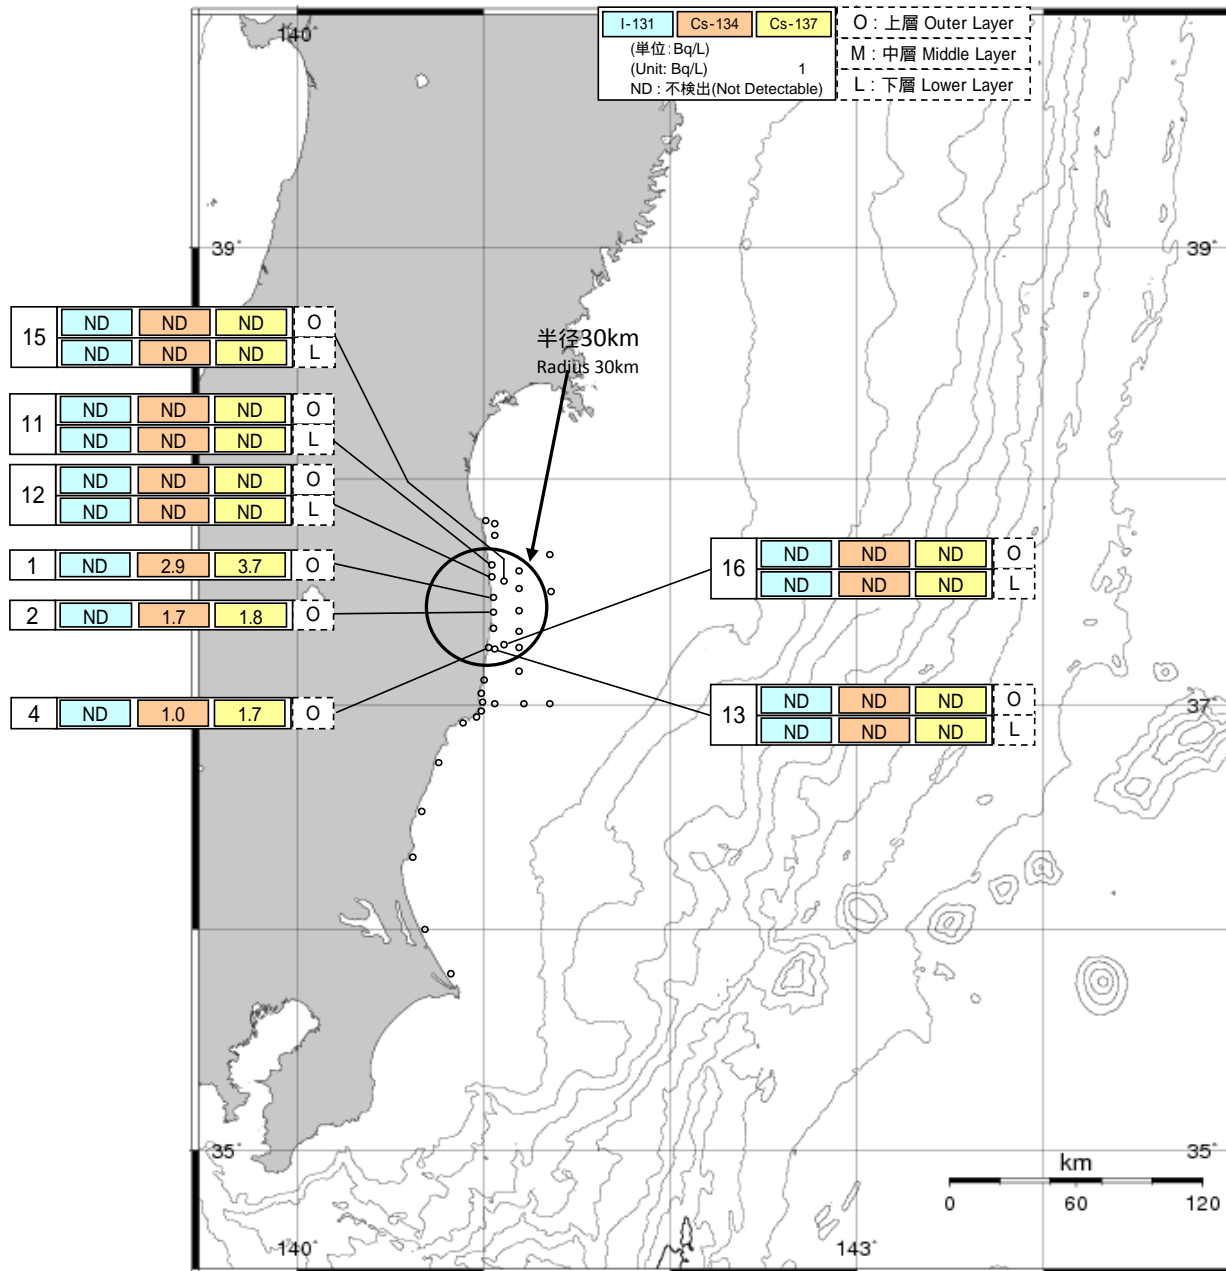 140°
I-131 Cs-134 Cs-137
(単位: Bq/L)
(Unit: Bq/L) 1
ND : 不検出(Not Detectable)
O : 上層 Outer Layer
M : 中層 Middle Layer
L : 下層 Lower Layer
39° 39°
半径30km
Radius 30km
15 ND ND ND O
ND ND ND L
11 ND ND ND O
ND ND ND L
12 ND ND ND O
ND ND ND L
1 ND 2.9 3.7 O
2 ND 1.7 1.8 O
4 ND 1.0 1.7 O
16 ND ND ND O
ND ND ND L
13 ND ND ND O
ND ND ND L
37°
35° 35°
km
0 60 120
140° 143°